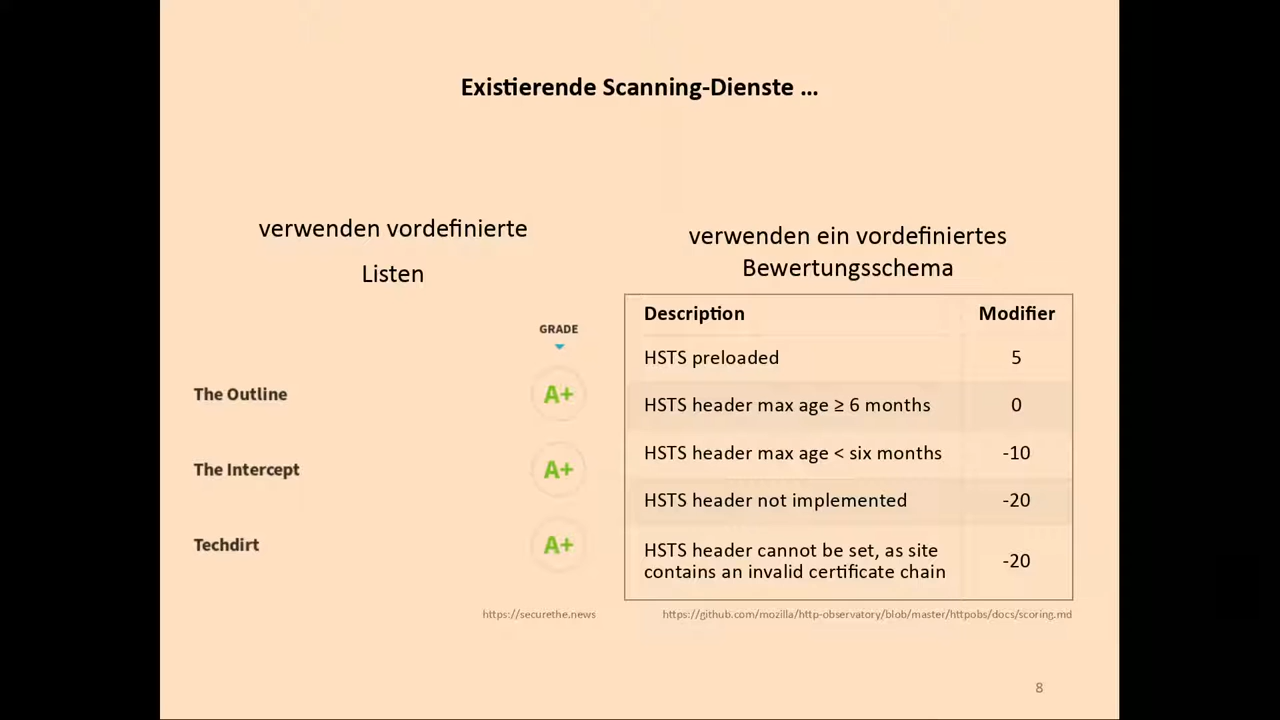 Existierende Scanning-Dienste ...
verwenden vordefinierte
Listen
GRADE
The Outline A+
The Intercept A+
Techdirt A+
https://securethe.news
verwenden ein vordefiniertes
Bewertungsschema
Description Modifier
HSTS preloaded 5
HSTS header max age ≥ 6 months 0
HSTS header max age < six months -10
HSTS header not implemented -20
HSTS header cannot be set, as site
contains an invalid certificate chain -20
https://github.com/mozilla/http-observatory/blob/master/httpobs/docs/scoring.md
8